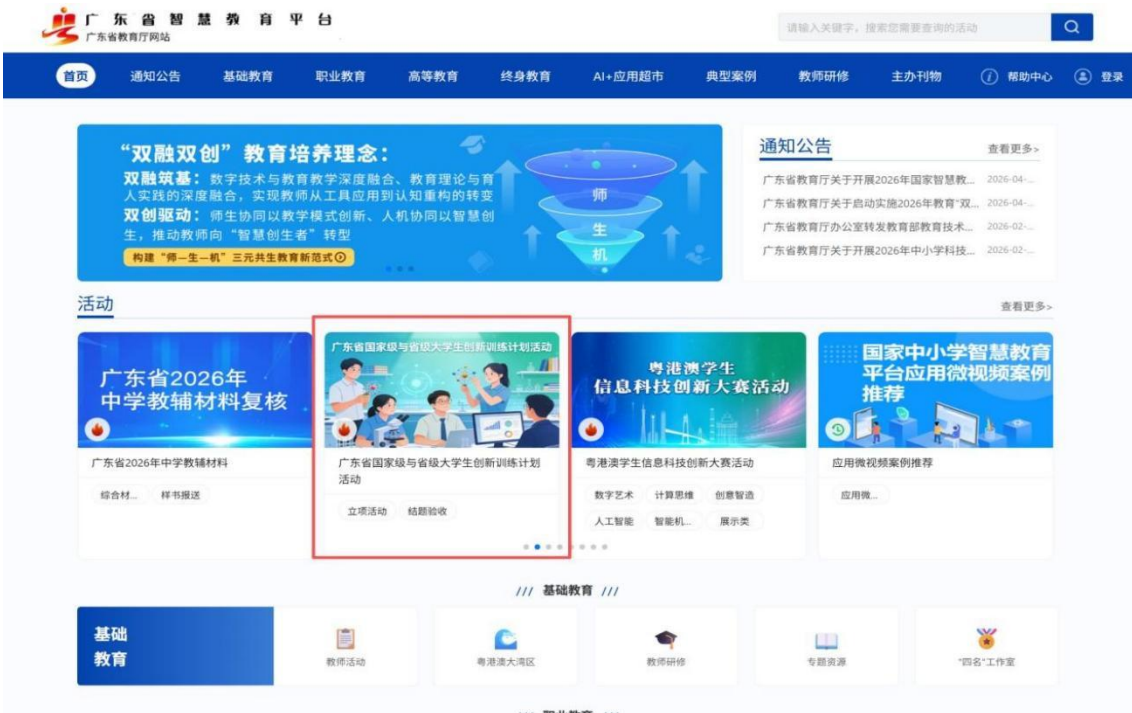 广东省智慧教育平台
广东省教育厅网站
请输入关键字，搜索您需要查询的活动
首页 通知公告 基础教育 职业教育 高等教育 终身教育 AI+应用超市 典型案例 教师研修 主办刊物 帮助中心 登录
“双融双创”教育培养理念：
双融筑基：数字技术与教育教学深度融合、教育理论与育
人实践的深度融合，实现教师从工具应用到认知重构的转变
双创驱动：师生协同以教学模式创新、人机协同以智慧创
生，推动教师向“智慧创生者”转型
构建“师—生—机”三元共生教育新范式
师
生
机
通知公告 查看更多>
广东省教育厅关于开展2026年国家智慧教... 2026-04-...
广东省教育厅关于启动实施2026年教育“双... 2026-04-...
广东省教育厅办公室转发教育部教育技术... 2026-02-...
广东省教育厅关于开展2026年中小学科技... 2026-02-...
活动 查看更多>
广东省2026年
中学教辅材料复核
广东省2026年中学教辅材料
综合材... 样书报送
广东省国家级与省级大学生创新训练计划活动
广东省国家级与省级大学生创新训练计划
活动
立项活动 结题验收
粤港澳学生
信息科技创新大赛活动
粤港澳学生信息科技创新大赛活动
数字艺术 计算思维 创意智造
人工智能 智能机... 展示类
国家中小学智慧教育
平台应用微视频案例
推荐
应用微视频案例推荐
应用微...
/// 基础教育 ///
基础
教育
教师活动 粤港澳大湾区 教师研修 专题资源 “四名”工作室
/// 职业教育 ///